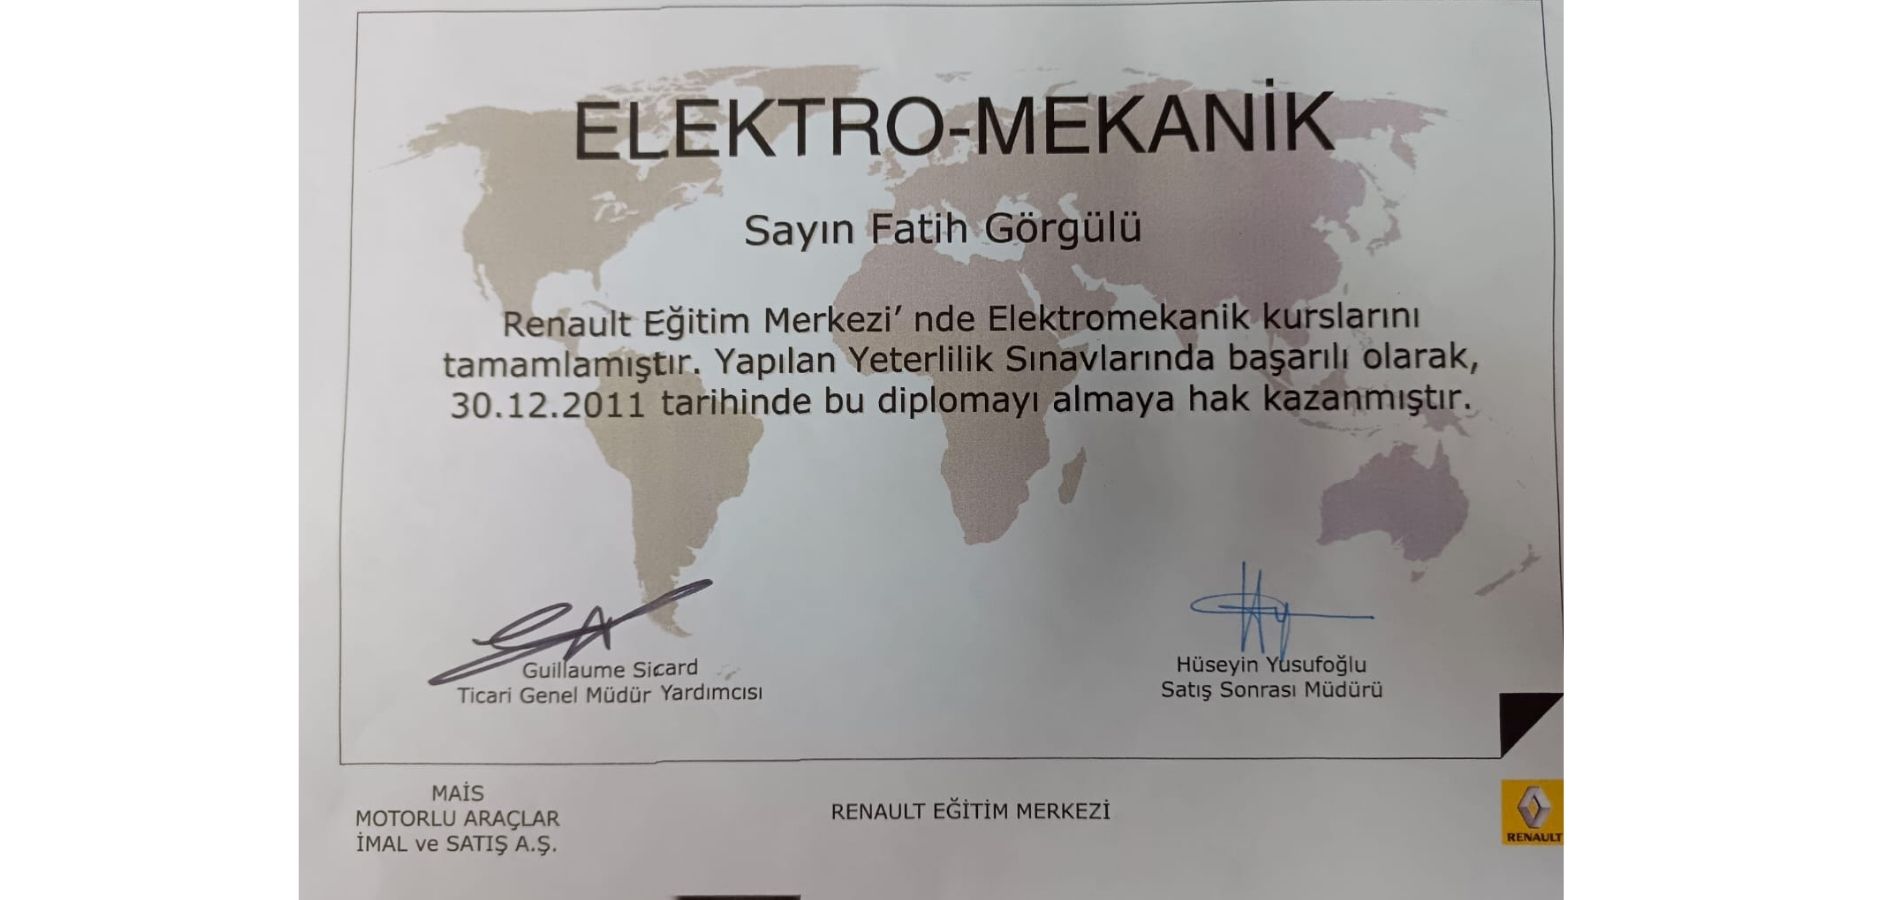 ELEKTRO-MEKANİK
Sayın Fatih Görgülü
Renault Eğitim Merkezi' nde Elektromekanik kurslarını
tamamlamıştır. Yapılan Yeterlilik Sınavlarında başarılı olarak,
30.12.2011 tarihinde bu diplomayı almaya hak kazanmıştır.
Guillaume Sicard
Ticari Genel Müdür Yardımcısı
Hüseyin Yusufoğlu
Satış Sonrası Müdürü
MAİS
MOTORLU ARAÇLAR
İMAL ve SATIŞ A.Ş.
RENAULT EĞİTİM MERKEZİ
RENAULT